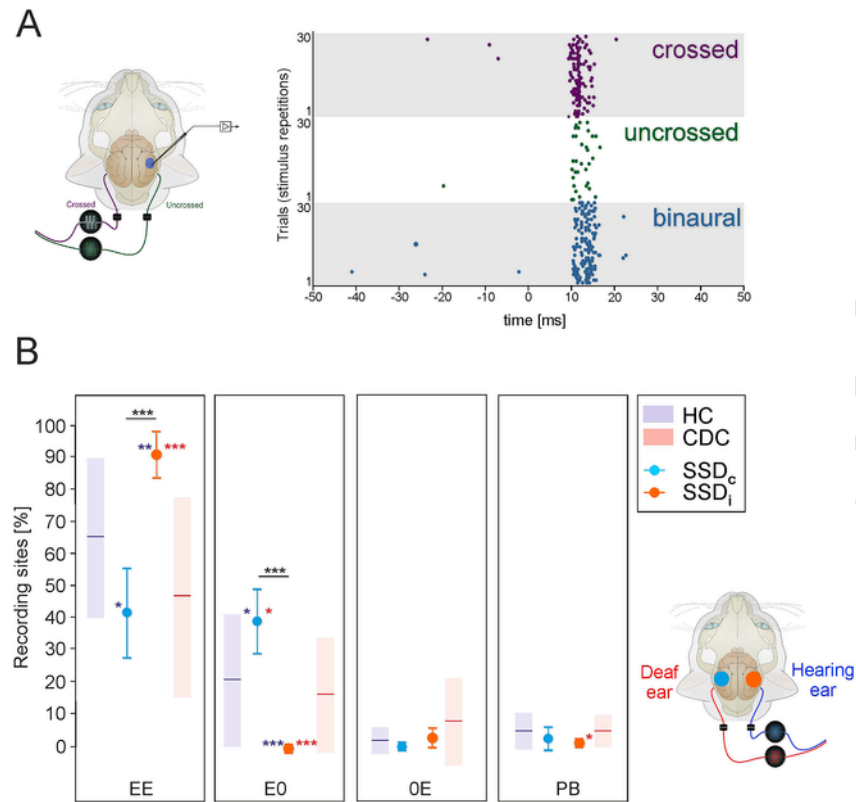 A
30
crossed
1
30
uncrossed
1
30
binaural
1
Trials (stimulus repetitions)
-50 -40 -30 -20 -10 0 10 20 30 40 50
time [ms]
Crossed
Uncrossed
B
Recording sites [%]
100
90
80
70
60
50
40
30
20
10
0
***
** ***
*
EE
***
* *
*** ***
E0
0E
*
PB
HC
CDC
SSDc
SSDi
Deaf
ear
Hearing
ear